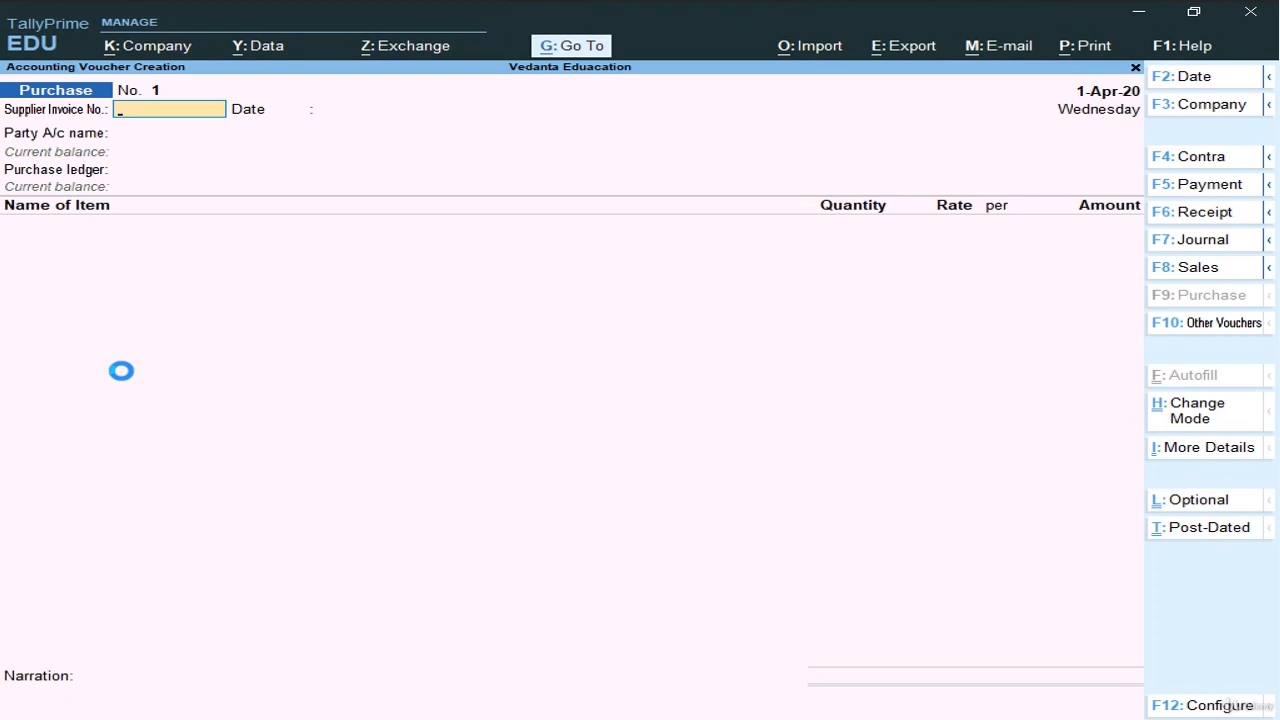 TallyPrime MANAGE
EDU K: Company Y: Data Z: Exchange G: Go To O: Import E: Export M: E-mail P: Print F1: Help
Accounting Voucher Creation Vedanta Eduacation x
Purchase No. 1 1-Apr-20
Supplier Invoice No.: Date : Wednesday
Party A/c name:
Current balance:
Purchase ledger:
Current balance:
Name of Item Quantity Rate per Amount
Narration:
F2: Date
F3: Company
F4: Contra
F5: Payment
F6: Receipt
F7: Journal
F8: Sales
F9: Purchase
F10: Other Vouchers
F: Autofill
H: Change
Mode
I: More Details
L: Optional
T: Post-Dated
F12: Configure